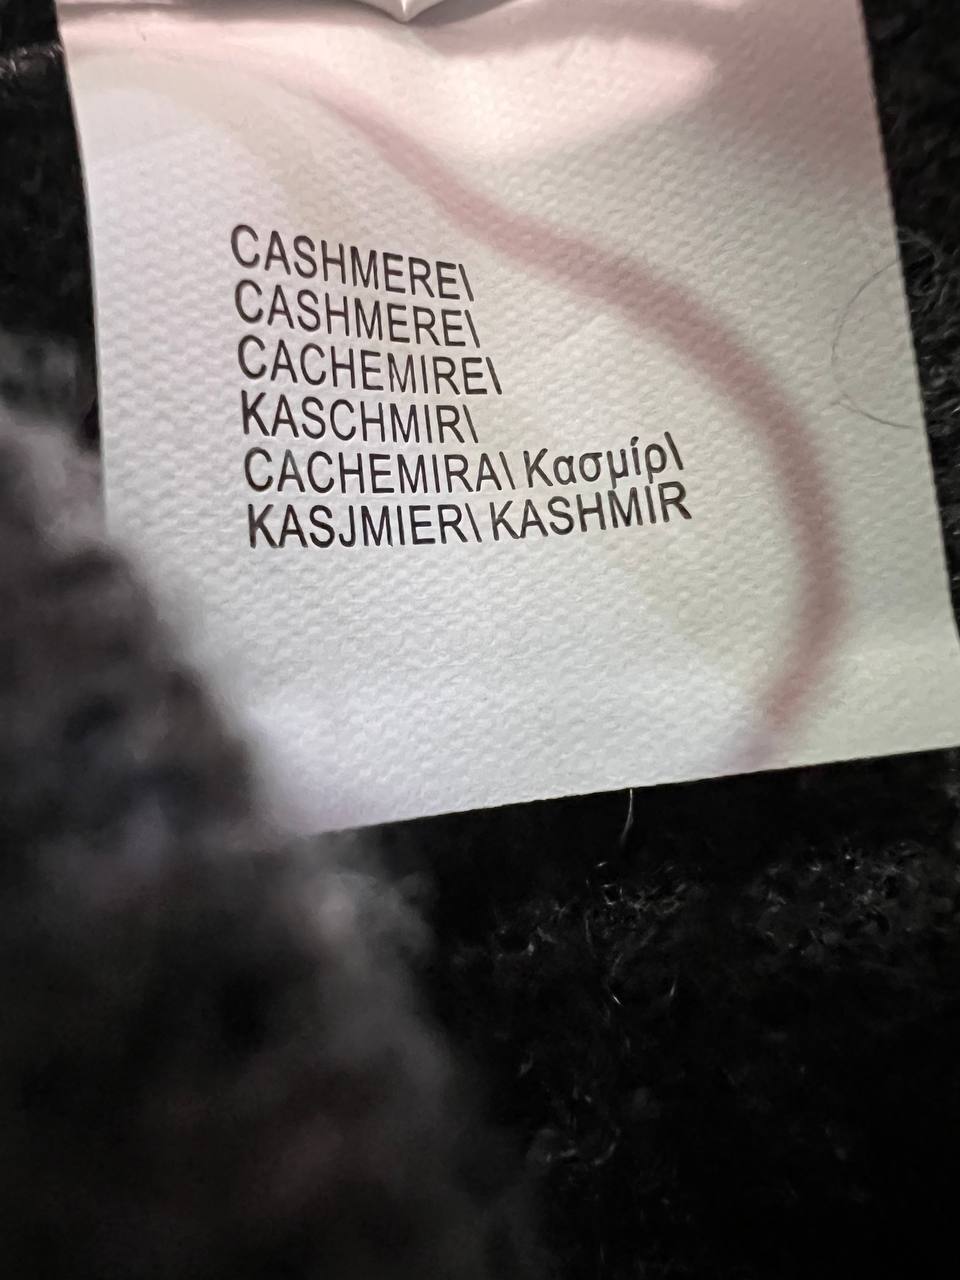 CASHMERE\
CASHMERE\
CACHEMIRE\
KASCHMIR\
CACHEMIRA\ Κασμίρ\
KASJMIER\ KASHMIR